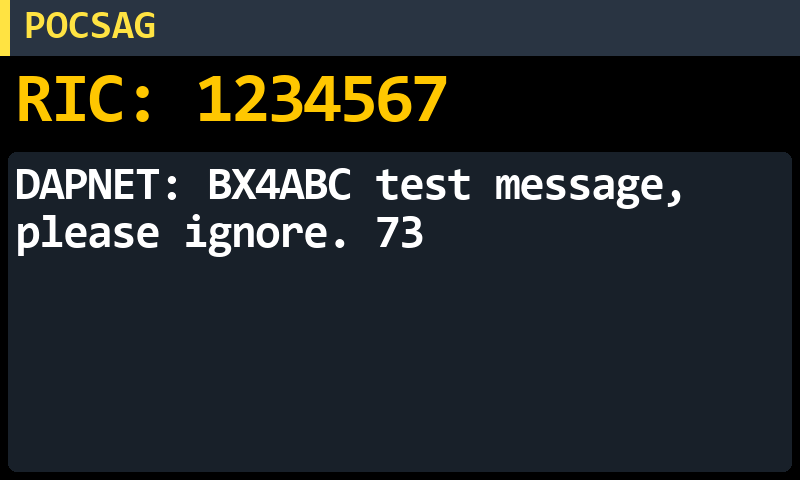 POCSAG
RIC: 1234567
DAPNET: BX4ABC test message,
please ignore. 73